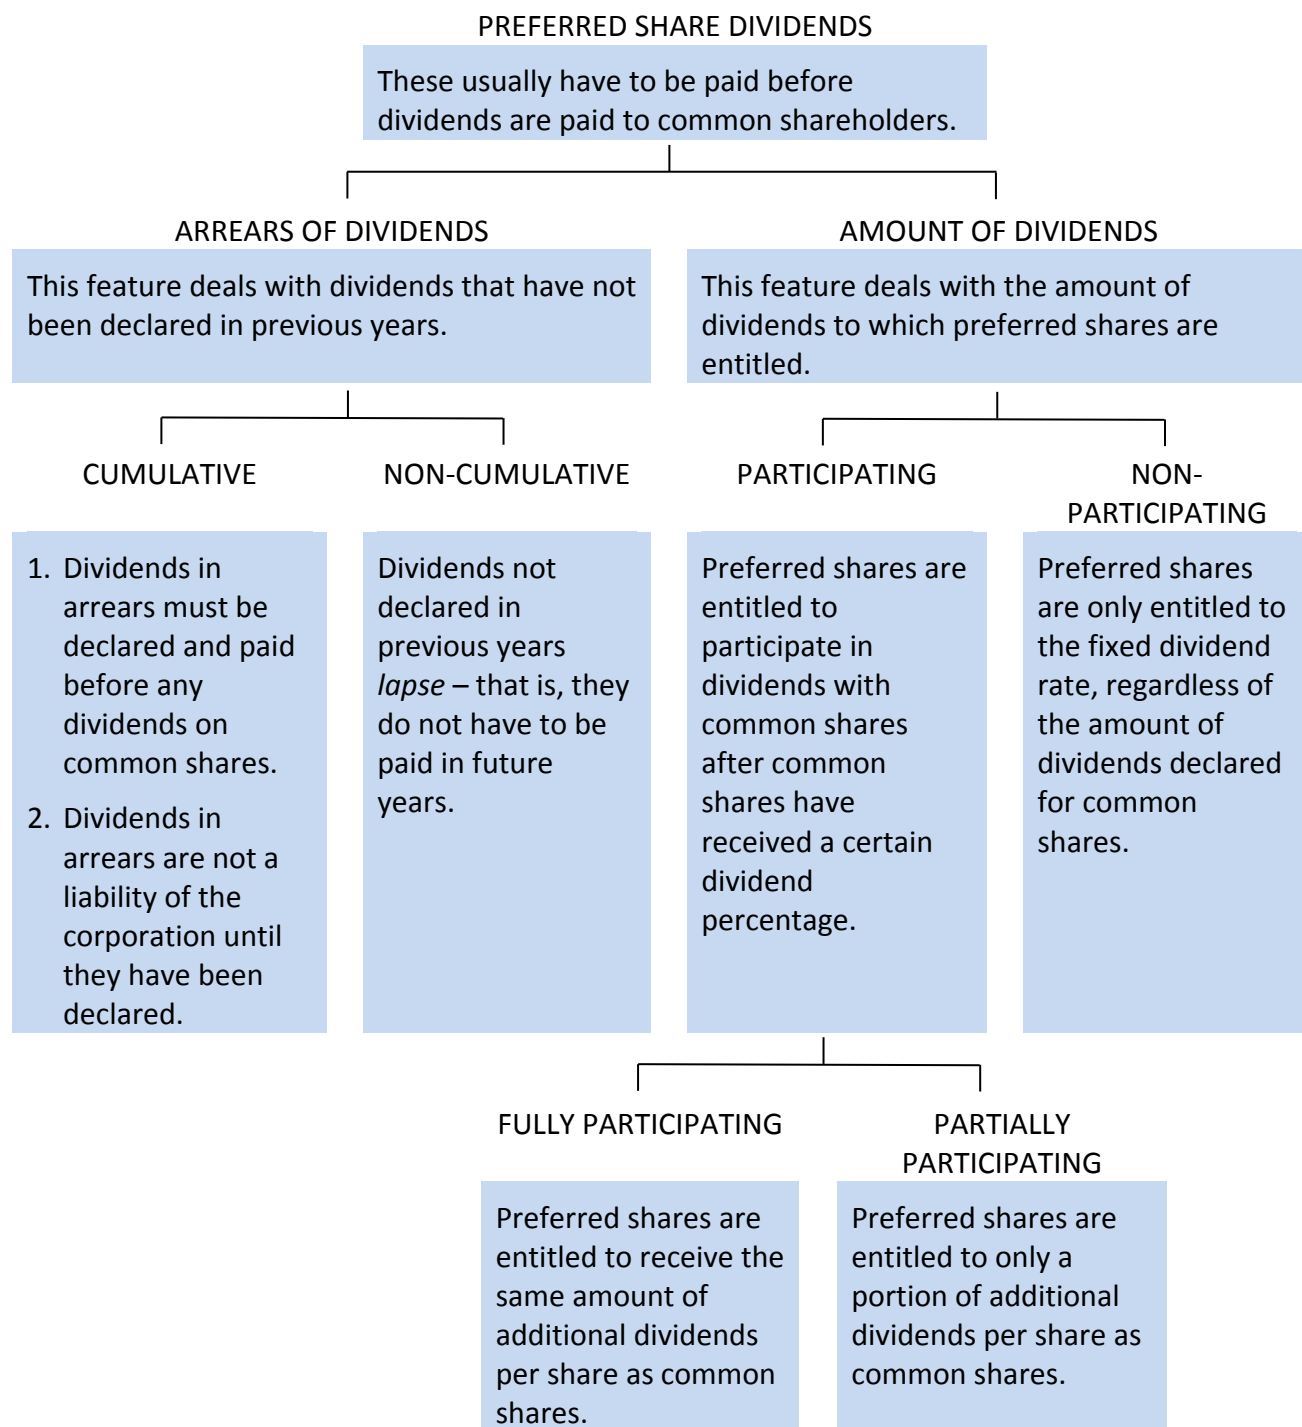 PREFERRED SHARE DIVIDENDS
These usually have to be paid before
dividends are paid to common shareholders.
ARREARS OF DIVIDENDS
This feature deals with dividends that have not
been declared in previous years.
AMOUNT OF DIVIDENDS
This feature deals with the amount of
dividends to which preferred shares are
entitled.
CUMULATIVE
1. Dividends in
arrears must be
declared and paid
before any
dividends on
common shares.
2. Dividends in
arrears are not a
liability of the
corporation until
they have been
declared.
NON-CUMULATIVE
Dividends not
declared in
previous years
lapse – that is, they
do not have to be
paid in future
years.
PARTICIPATING
Preferred shares are
entitled to
participate in
dividends with
common shares
after common
shares have
received a certain
dividend
percentage.
NON-
PARTICIPATING
Preferred shares
are only entitled to
the fixed dividend
rate, regardless of
the amount of
dividends declared
for common
shares.
FULLY PARTICIPATING
Preferred shares are
entitled to receive the
same amount of
additional dividends
per share as common
shares.
PARTIALLY
PARTICIPATING
Preferred shares are
entitled to only a
portion of additional
dividends per share as
common shares.